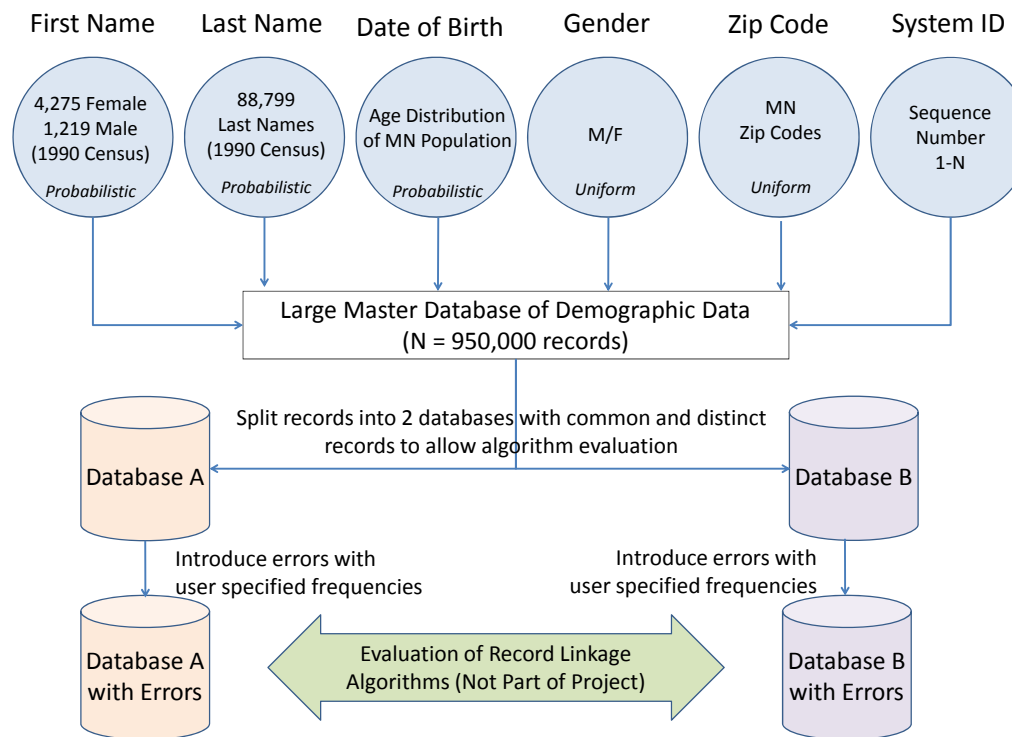 First Name
Last Name
Date of Birth
Gender
Zip Code
System ID
4,275 Female
1,219 Male
(1990 Census)
Probabilistic
88,799
Last Names
(1990 Census)
Probabilistic
Age Distribution
of MN Population
Probabilistic
M/F
Uniform
MN
Zip Codes
Uniform
Sequence
Number
1-N
Large Master Database of Demographic Data
(N = 950,000 records)
Split records into 2 databases with common and distinct
records to allow algorithm evaluation
Database A
Database B
Introduce errors with
user specified frequencies
Introduce errors with
user specified frequencies
Database A
with Errors
Evaluation of Record Linkage
Algorithms (Not Part of Project)
Database B
with Errors